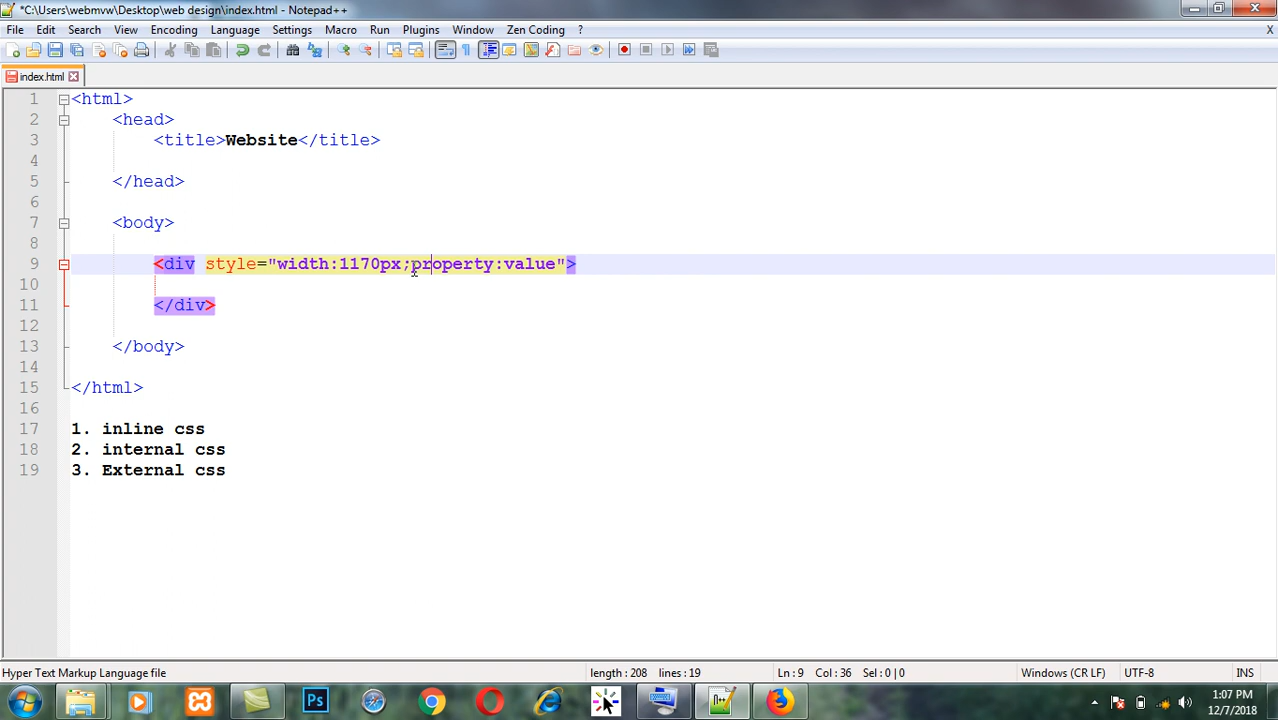 *C:\Users\webmvw\Desktop\web design\index.html - Notepad++
File Edit Search View Encoding Language Settings Macro Run Plugins Window Zen Coding ? X
index.html
1 <html>
2 <head>
3 <title>Website</title>
4
5 </head>
6
7 <body>
8
9 <div style="width:1170px;property:value">
10
11 </div>
12
13 </body>
14
15 </html>
16
17 1. inline css
18 2. internal css
19 3. External css
Hyper Text Markup Language file length : 208 lines : 19 Ln : 9 Col : 36 Sel : 0 | 0 Windows (CR LF) UTF-8 INS
Ps
1:07 PM
12/7/2018